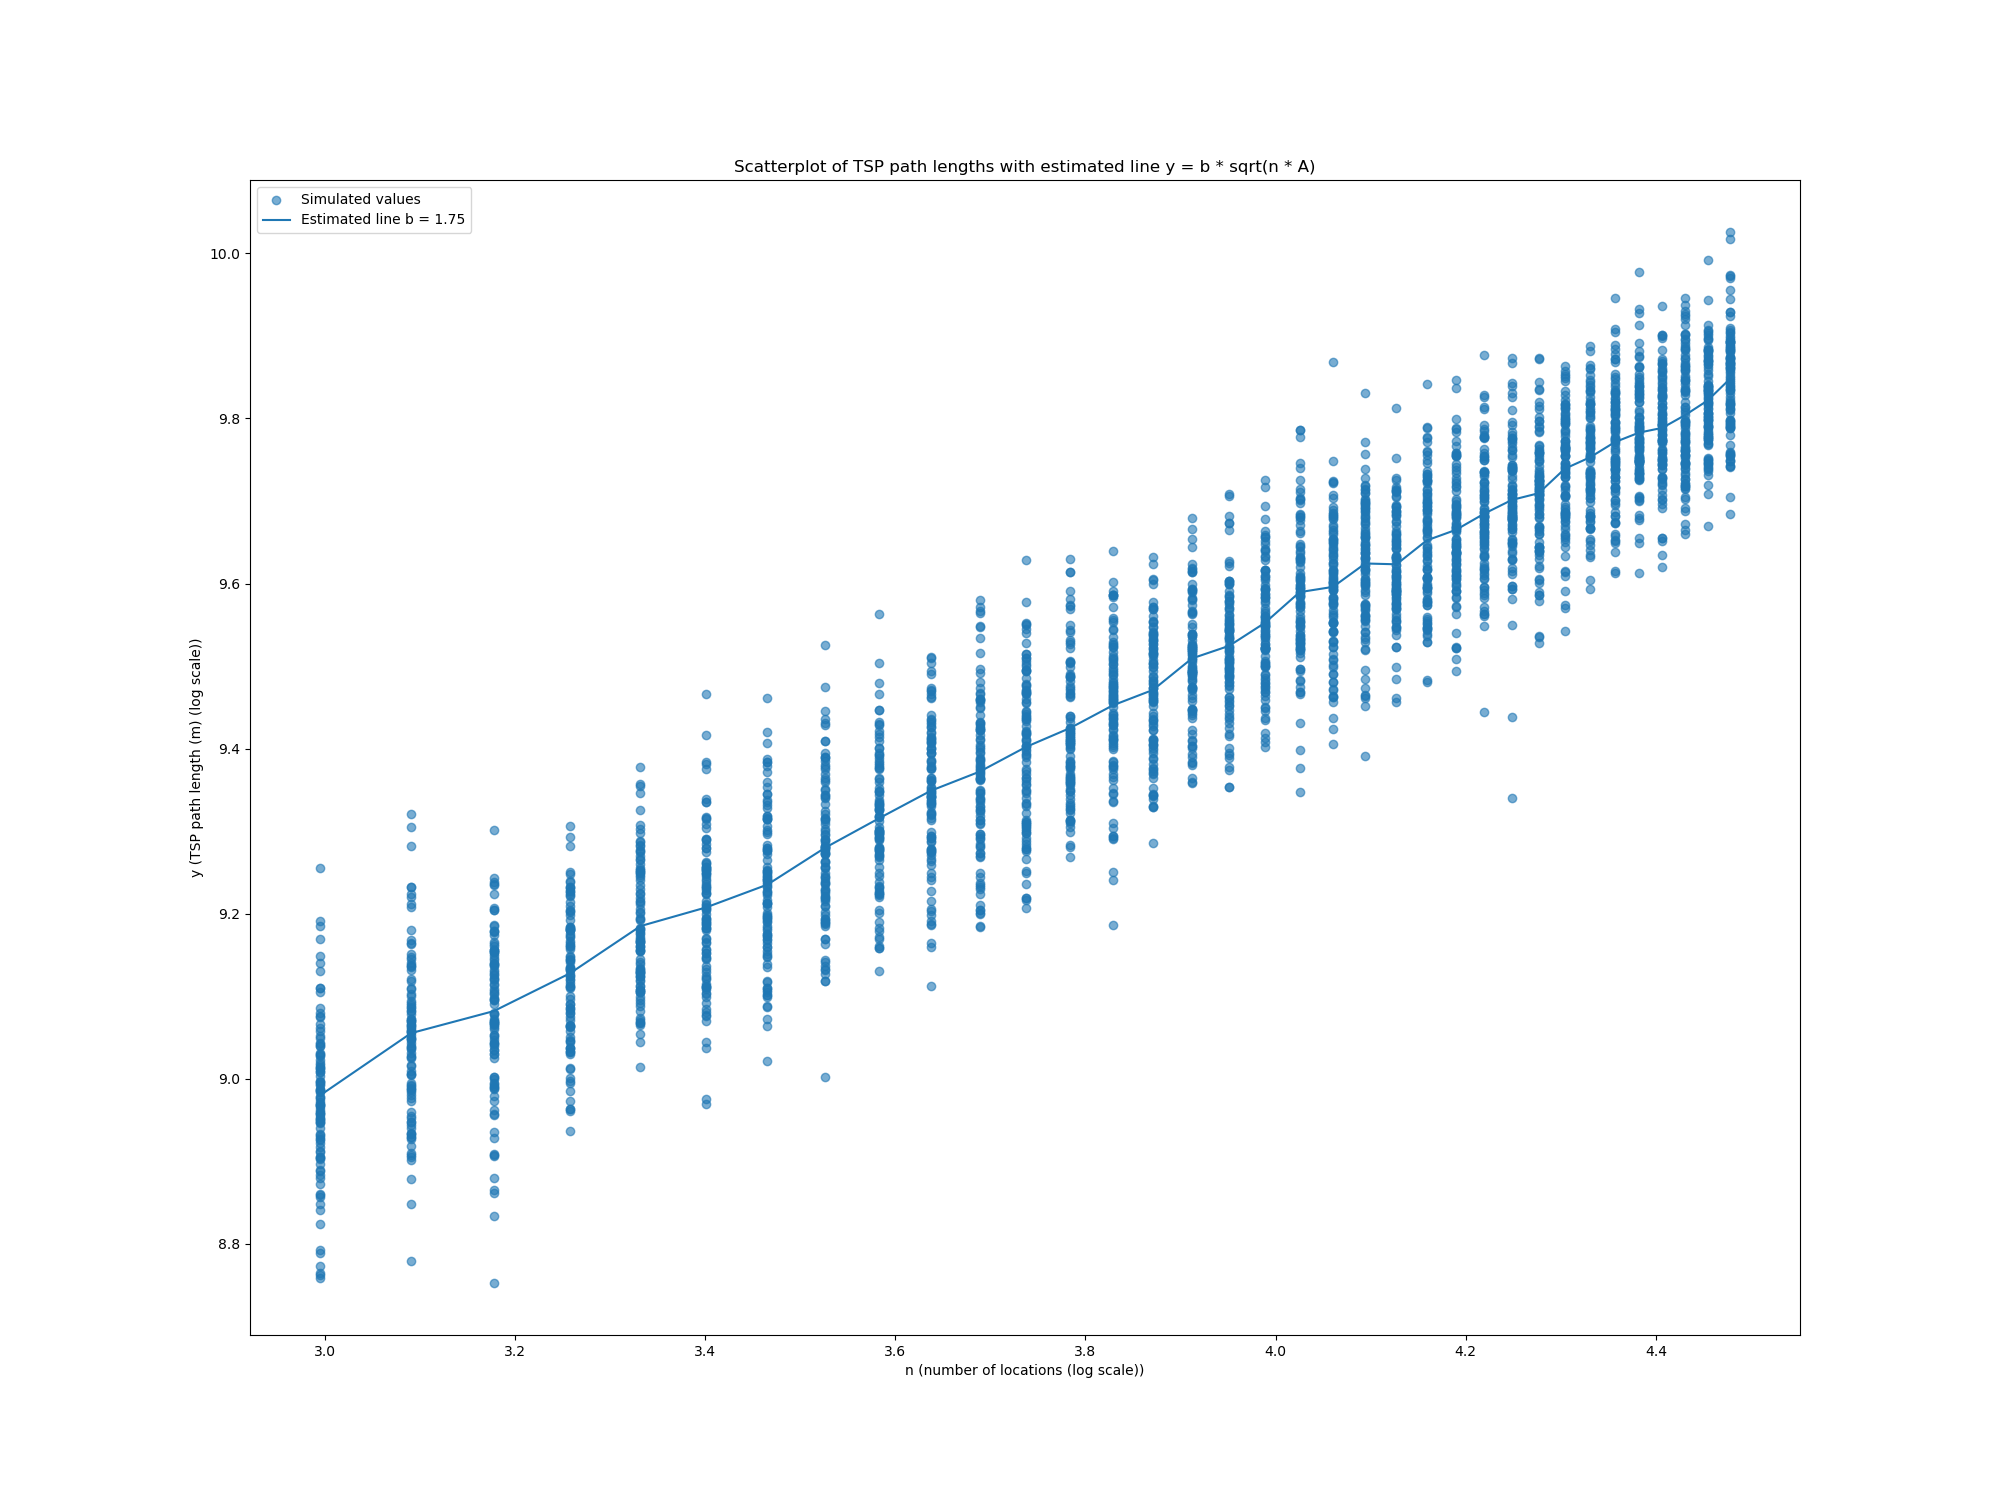 Scatterplot of TSP path lengths with estimated line y = b * sqrt(n * A)
Simulated values
Estimated line b = 1.75
y (TSP path length (m) (log scale))
10.0
9.8
9.6
9.4
9.2
9.0
8.8
3.0 3.2 3.4 3.6 3.8 4.0 4.2 4.4
n (number of locations (log scale))